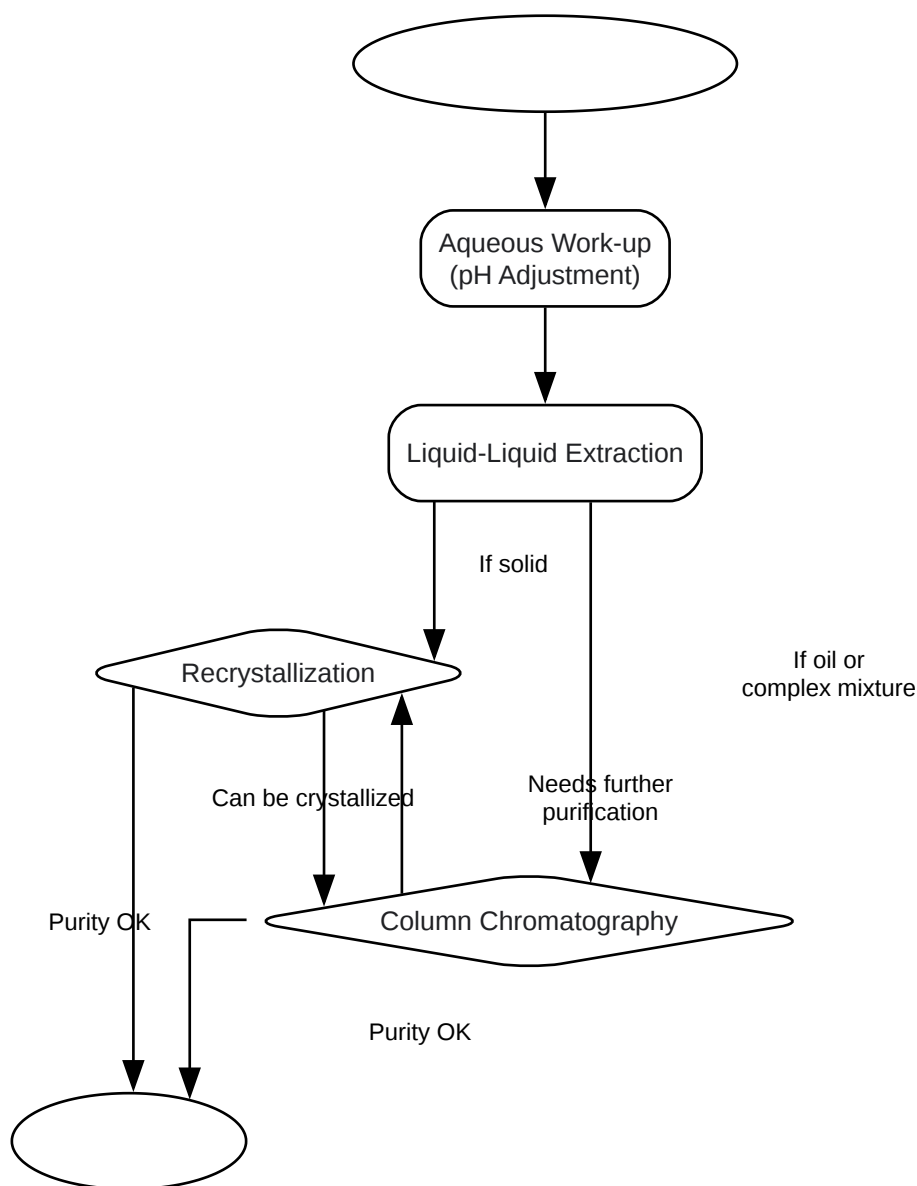 Aqueous Work-up
(pH Adjustment)
Liquid-Liquid Extraction
If solid
If oil or
complex mixture
Recrystallization
Can be crystallized
Needs further
purification
Purity OK
Column Chromatography
Purity OK